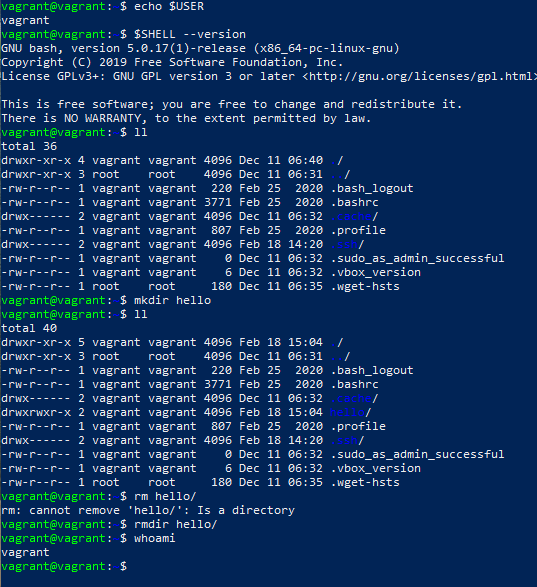 vagrant@vagrant: $ echo $USER
vagrant
vagrant@vagrant: $ $SHELL --version
GNU bash, version 5.0.17(1)-release (x86_64-pc-linux-gnu)
Copyright (C) 2019 Free Software Foundation, Inc.
License GPLv3+: GNU GPL version 3 or later <http://gnu.org/licenses/gpl.html>
This is free software; you are free to change and redistribute it.
There is NO WARRANTY, to the extent permitted by law.
vagrant@vagrant: $ ll
total 36
drwxr-xr-x 4 vagrant vagrant 4096 Dec 11 06:40 /
drwxr-xr-x 3 root root 4096 Dec 11 06:31 /
-rw-r--r-- 1 vagrant vagrant 220 Feb 25 2020 .bash_logout
-rw-r--r-- 1 vagrant vagrant 3771 Feb 25 2020 .bashrc
drwx------ 2 vagrant vagrant 4096 Dec 11 06:32 .cache/
-rw-r--r-- 1 vagrant vagrant 807 Feb 25 2020 .profile
drwx------ 2 vagrant vagrant 4096 Feb 18 14:20 .ssh/
-rw-r--r-- 1 vagrant vagrant 0 Dec 11 06:32 .sudo_as_admin_successful
-rw-r--r-- 1 vagrant vagrant 6 Dec 11 06:32 .vbox_version
-rw-r--r-- 1 root root 180 Dec 11 06:35 .wget-hsts
vagrant@vagrant: $ mkdir hello
vagrant@vagrant: $ ll
total 40
drwxr-xr-x 5 vagrant vagrant 4096 Feb 18 15:04 /
drwxr-xr-x 3 root root 4096 Dec 11 06:31 /
-rw-r--r-- 1 vagrant vagrant 220 Feb 25 2020 .bash_logout
-rw-r--r-- 1 vagrant vagrant 3771 Feb 25 2020 .bashrc
drwx------ 2 vagrant vagrant 4096 Dec 11 06:32 .cache/
drwxrwxr-x 2 vagrant vagrant 4096 Feb 18 15:04 hello/
-rw-r--r-- 1 vagrant vagrant 807 Feb 25 2020 .profile
drwx------ 2 vagrant vagrant 4096 Feb 18 14:20 .ssh/
-rw-r--r-- 1 vagrant vagrant 0 Dec 11 06:32 .sudo_as_admin_successful
-rw-r--r-- 1 vagrant vagrant 6 Dec 11 06:32 .vbox_version
-rw-r--r-- 1 root root 180 Dec 11 06:35 .wget-hsts
vagrant@vagrant: $ rm hello/
rm: cannot remove 'hello/': Is a directory
vagrant@vagrant: $ rmdir hello/
vagrant@vagrant: $ whoami
vagrant
vagrant@vagrant: $